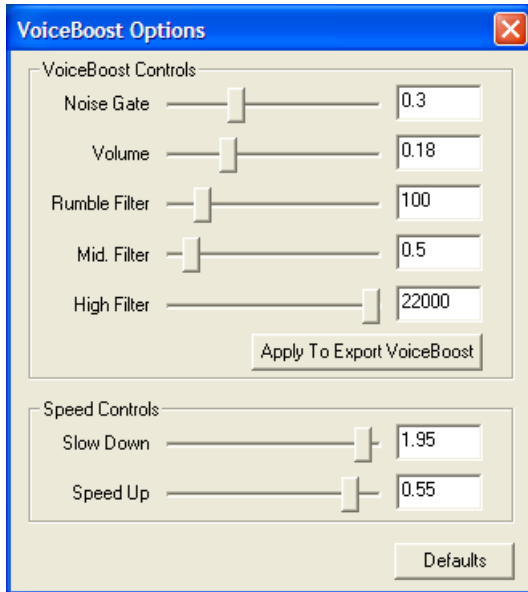 VoiceBoost Options
VoiceBoost Controls
Noise Gate 0.3
Volume 0.18
Rumble Filter 100
Mid. Filter 0.5
High Filter 22000
Apply To Export VoiceBoost
Speed Controls
Slow Down 1.95
Speed Up 0.55
Defaults